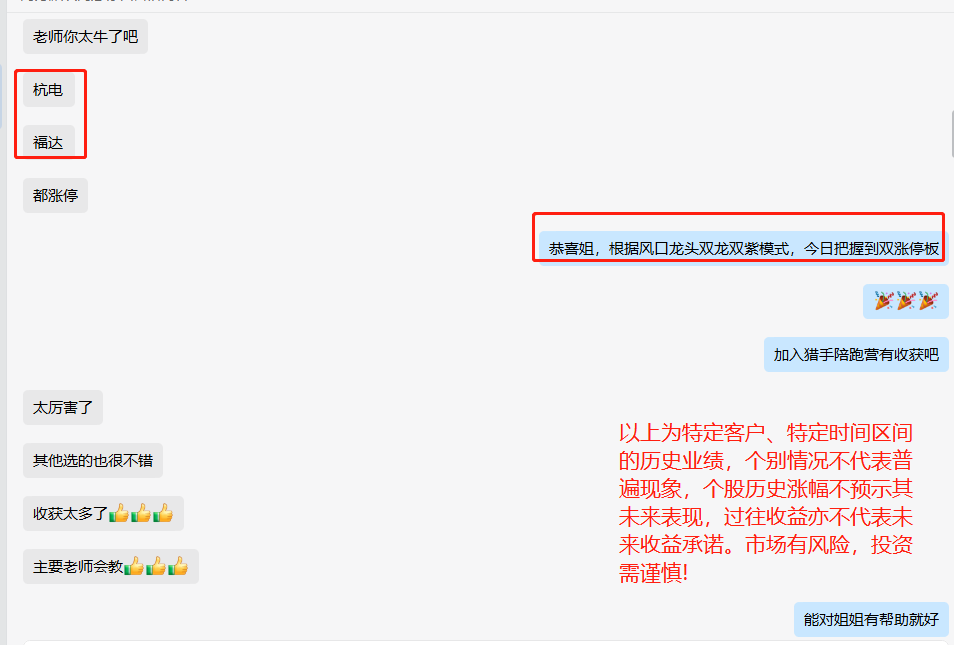 老师你太牛了吧
杭电
福达
都涨停
恭喜姐，根据风口龙头双龙双紫模式，今日把握到双涨停板
加入猎手陪跑营有收获吧
太厉害了
其他选的也很不错
收获太多了👍👍👍
主要老师会教👍👍👍
以上为特定客户、特定时间区间
的历史业绩，个别情况不代表普
遍现象，个股历史涨幅不预示其
未来表现，过往收益亦不代表未
来收益承诺。市场有风险，投资
需谨慎!
能对姐姐有帮助就好